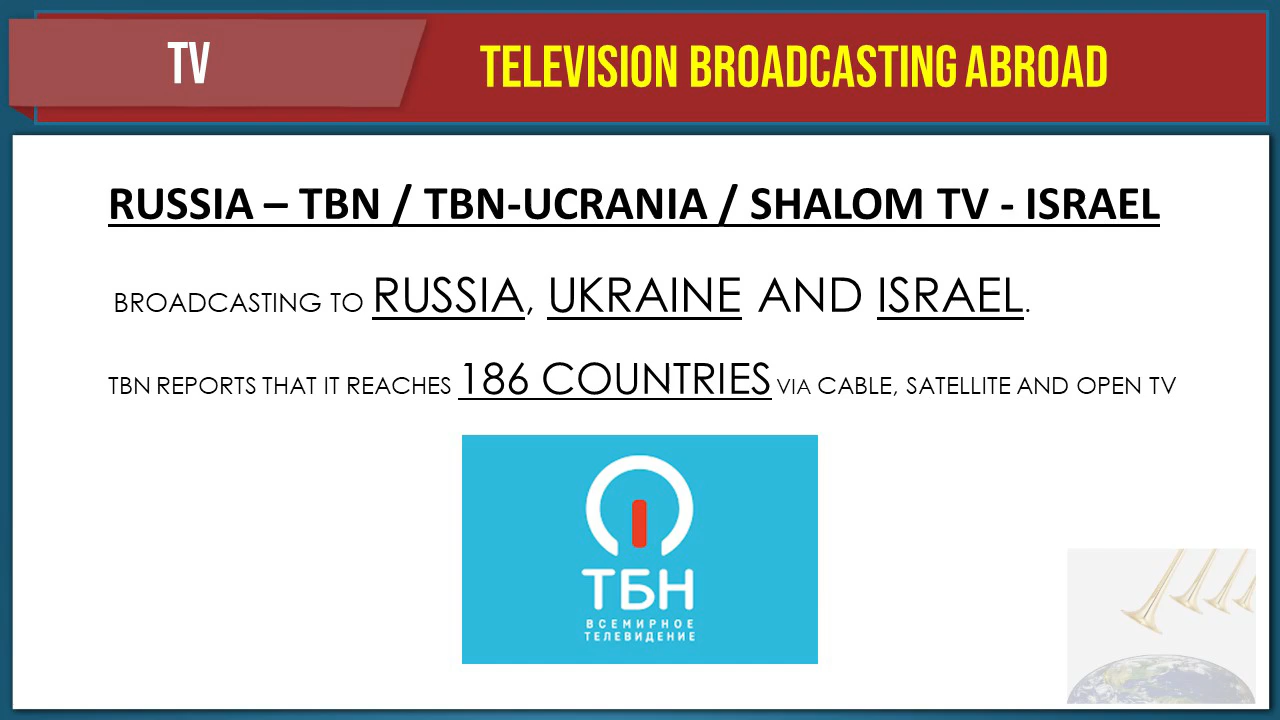 TV
TELEVISION BROADCASTING ABROAD
RUSSIA – TBN / TBN-UCRANIA / SHALOM TV - ISRAEL
BROADCASTING TO RUSSIA, UKRAINE AND ISRAEL.
TBN REPORTS THAT IT REACHES 186 COUNTRIES VIA CABLE, SATELLITE AND OPEN TV
ТБН
ВСЕМИРНОЕ
ТЕЛЕВИДЕНИЕ